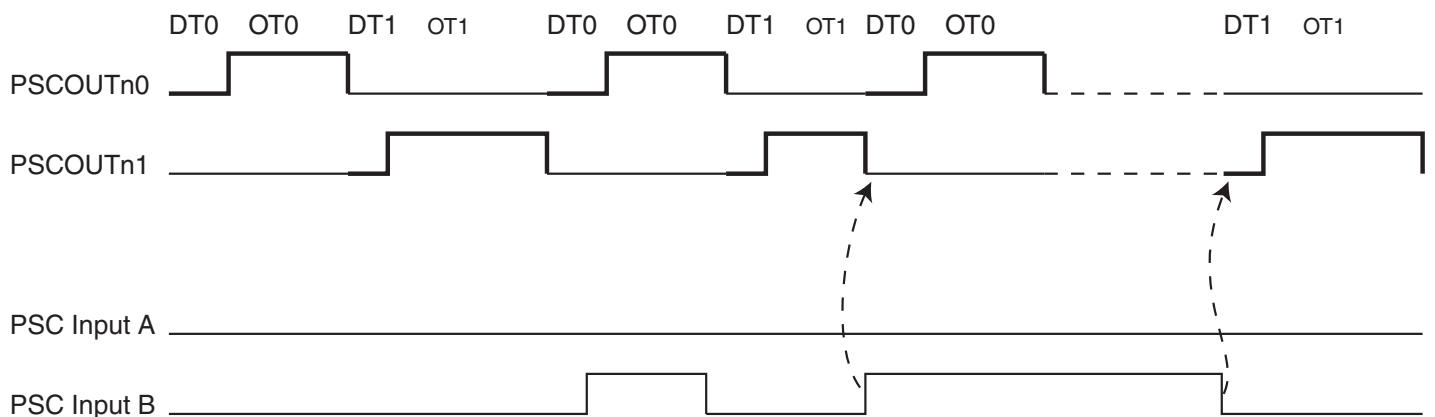 DT0 OT0 DT1 OT1 DT0 OT0 DT1 OT1 DT0 OT0 DT1 OT1
PSCOUTn0
PSCOUTn1
PSC Input A
PSC Input B